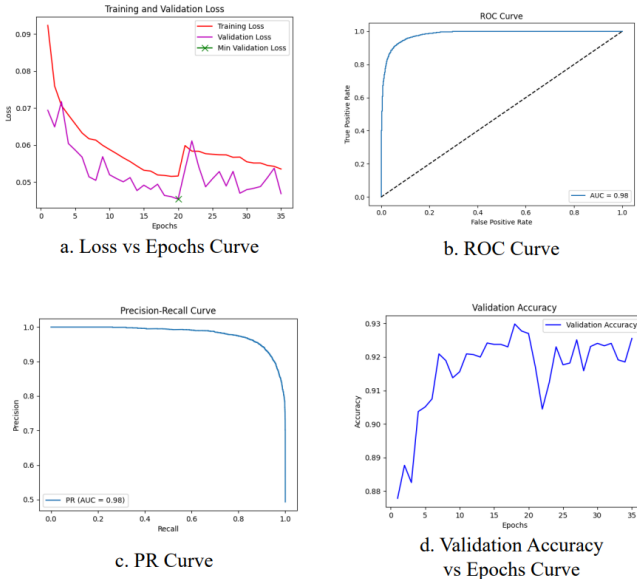 Training and Validation Loss
Training Loss
Validation Loss
Min Validation Loss
0.09
0.08
0.07
0.06
0.05
Loss
0 5 10 15 20 25 30 35
Epochs
a. Loss vs Epochs Curve
ROC Curve
1.0
0.8
0.6
0.4
0.2
0.0
True Positive Rate
AUC = 0.98
0.0 0.2 0.4 0.6 0.8 1.0
False Positive Rate
b. ROC Curve
Precision-Recall Curve
1.0
0.9
0.8
0.7
0.6
0.5
Precision
PR (AUC = 0.98)
0.0 0.2 0.4 0.6 0.8 1.0
Recall
c. PR Curve
Validation Accuracy
Validation Accuracy
0.93
0.92
0.91
0.90
0.89
0.88
Accuracy
0 5 10 15 20 25 30 35
Epochs
d. Validation Accuracy
vs Epochs Curve